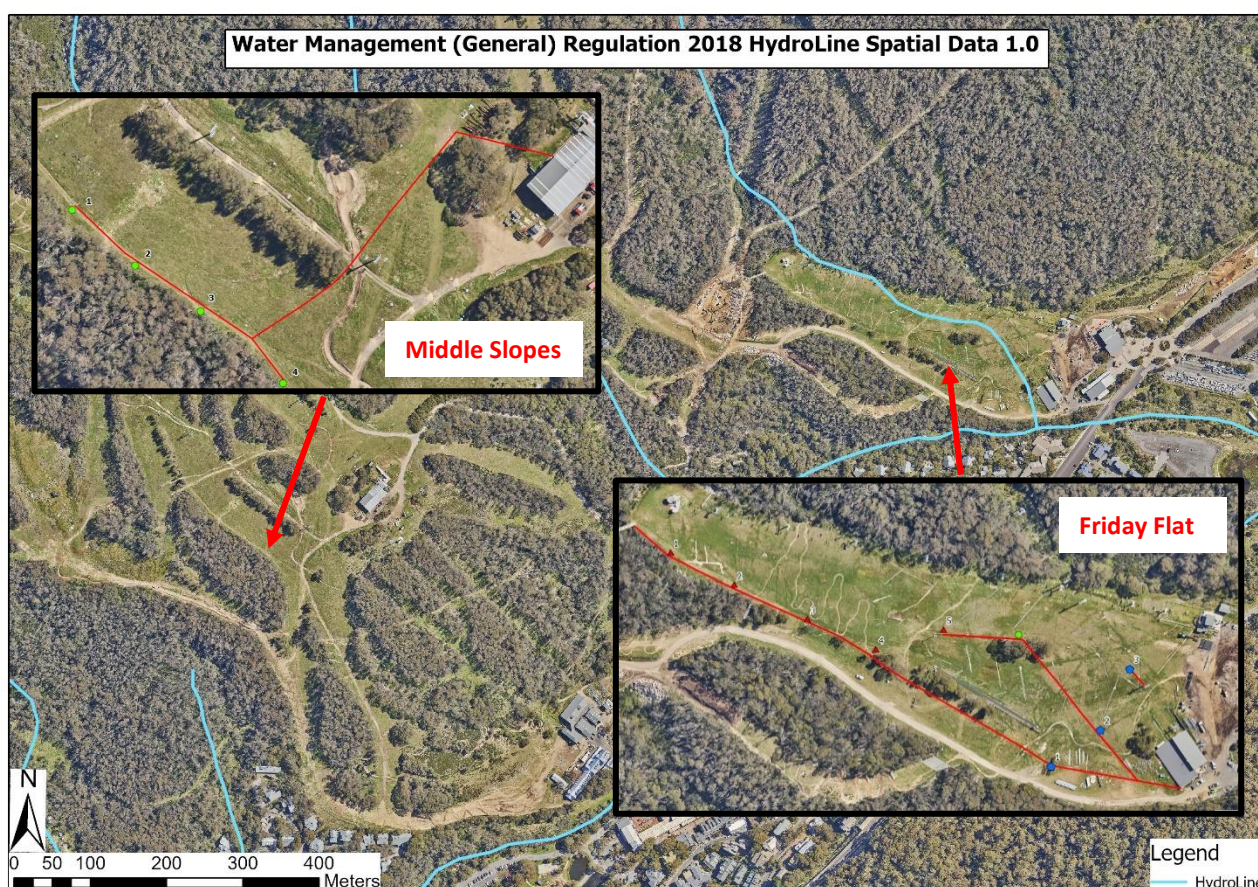 Water Management (General) Regulation 2018 HydroLine Spatial Data 1.0
1
2
3
4
Middle Slopes
Friday Flat
1
2
3
4
5
3
2
1
N
0 50 100 200 300 400
Meters
Legend
HydroLine